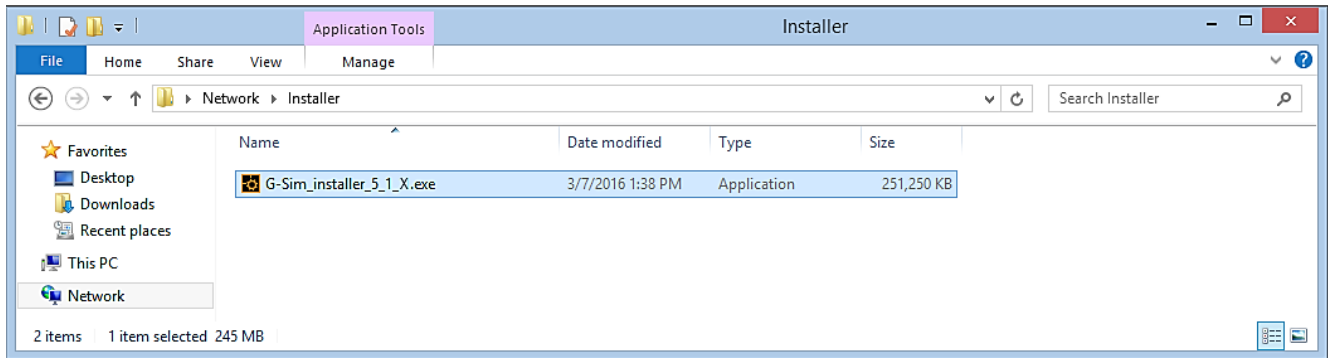 Application Tools
Installer
File Home Share View Manage
Network Installer Search Installer
Name Date modified Type Size
Favorites
Desktop
Downloads
Recent places
This PC
Network
G-Sim_installer_5_1_X.exe 3/7/2016 1:38 PM Application 251,250 KB
2 items 1 item selected 245 MB